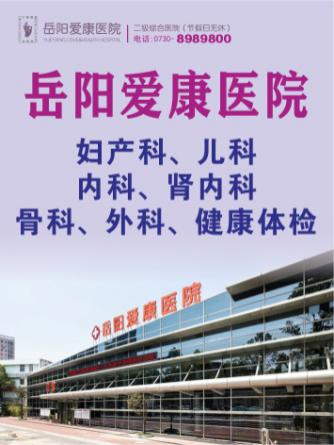 岳阳爱康医院
YUEYANG LOVE&HEALTH HOSPITAL
二级综合医院（节假日无休）
电话:0730-8989800
岳阳爱康医院
妇产科、儿科
内科、肾内科
骨科、外科、健康体检
岳阳爱康医院